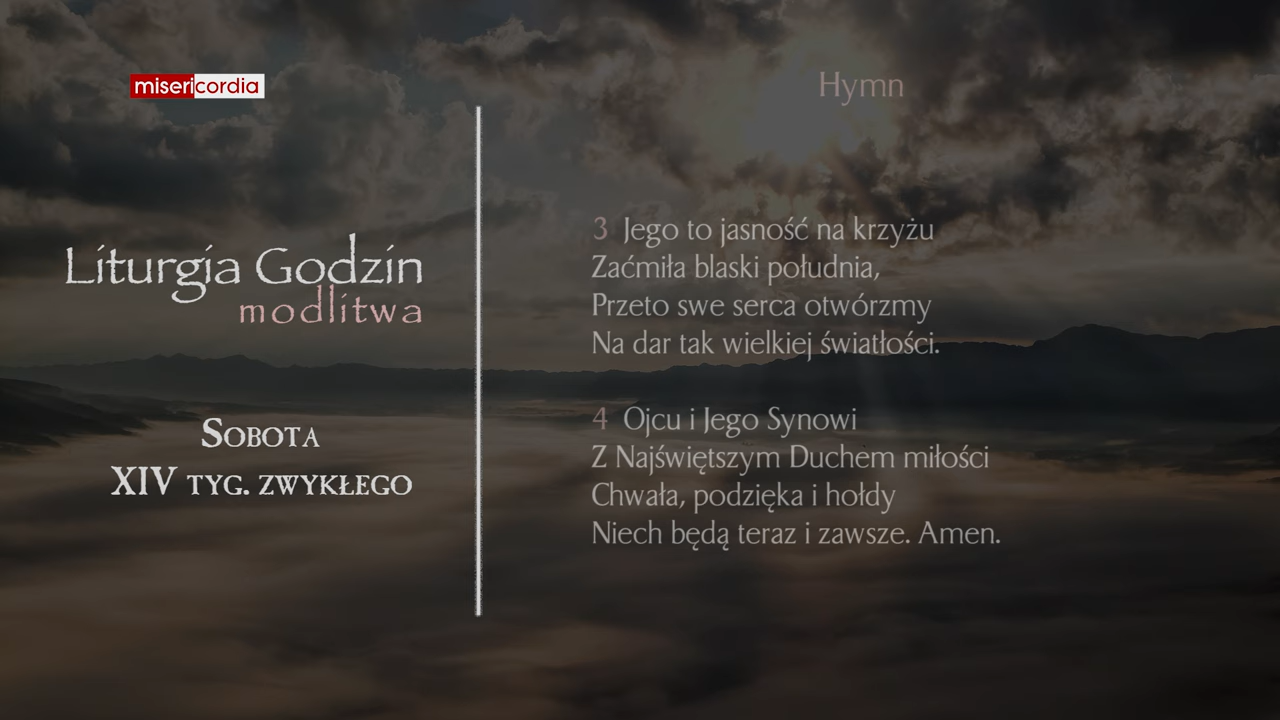 misericordia
Liturgia Godzin
modlitwa
Sobota
XIV tyg. zwykłego
Hymn
3 Jego to jasność na krzyżu
Zaćmiła blaski południa,
Przeto swe serca otwórzmy
Na dar tak wielkiej światłości.
4 Ojcu i Jego Synowi
Z Najświętszym Duchem miłości
Chwała, podzięka i hołdy
Niech będą teraz i zawsze. Amen.